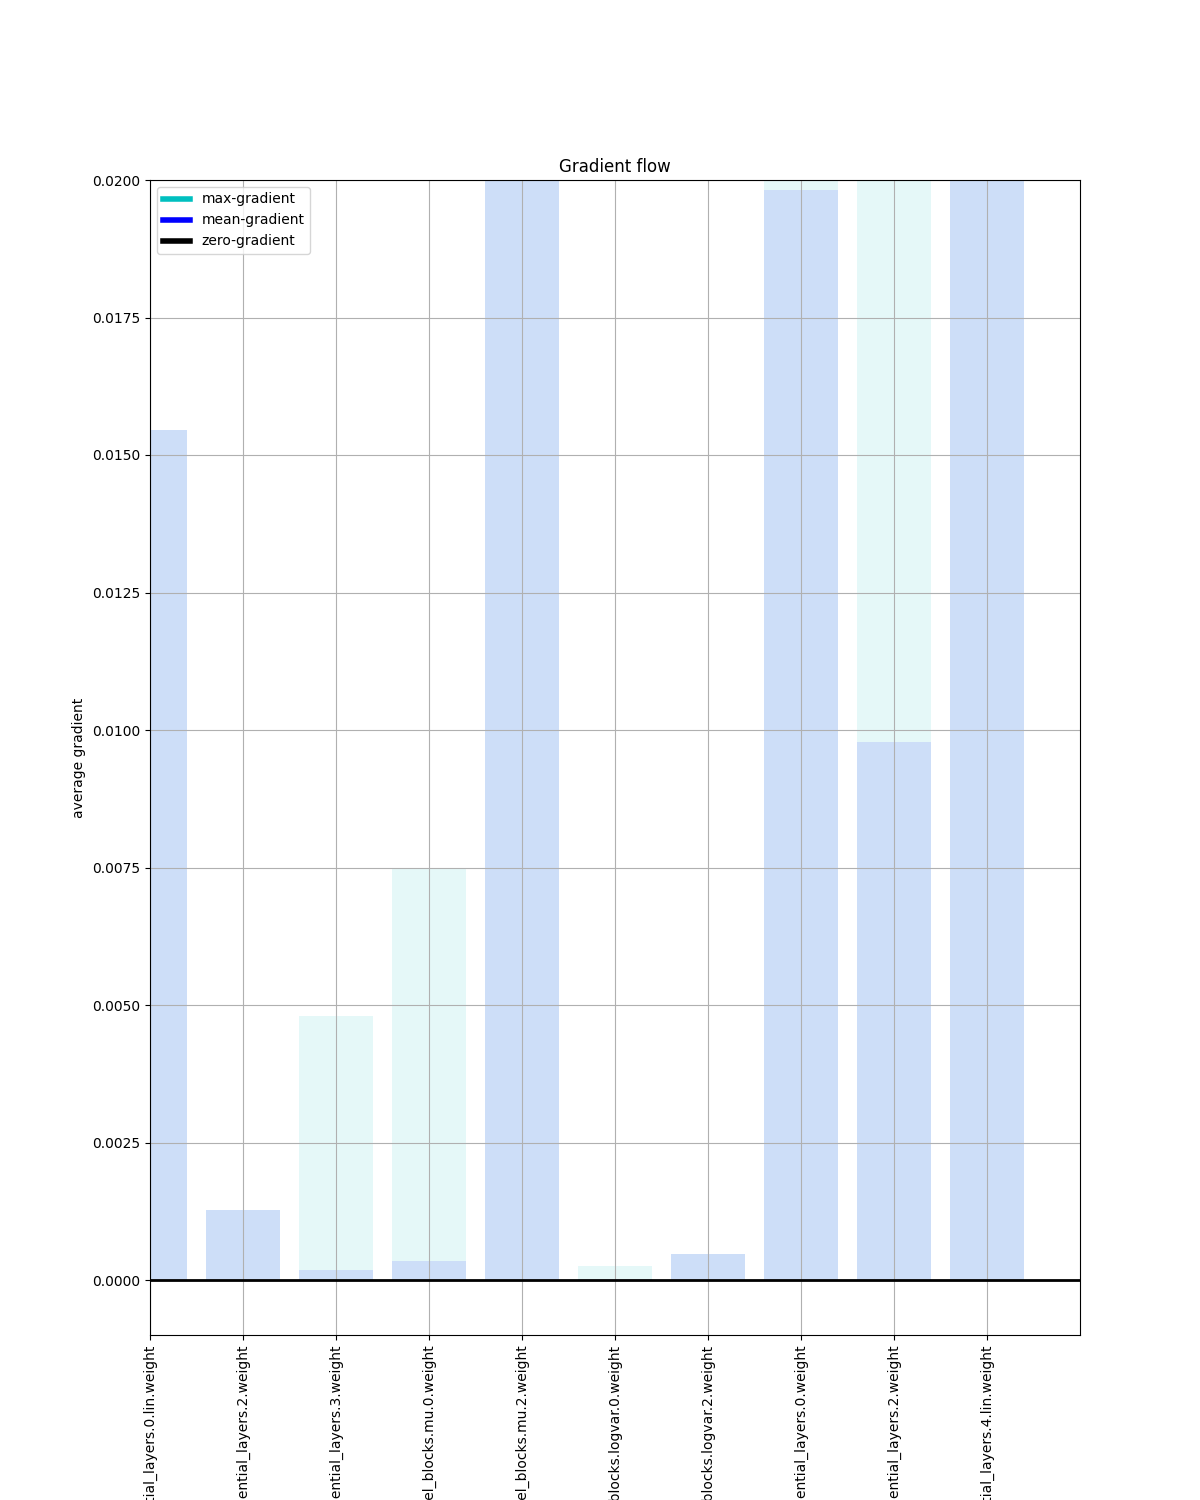 Gradient flow
max-gradient
mean-gradient
zero-gradient
0.0200
0.0175
0.0150
0.0125
0.0100
0.0075
0.0050
0.0025
0.0000
average gradient
tial_layers.0.lin.weight
ential_layers.2.weight
ential_layers.3.weight
el_blocks.mu.0.weight
el_blocks.mu.2.weight
blocks.logvar.0.weight
blocks.logvar.2.weight
ential_layers.0.weight
ential_layers.2.weight
tial_layers.4.lin.weight